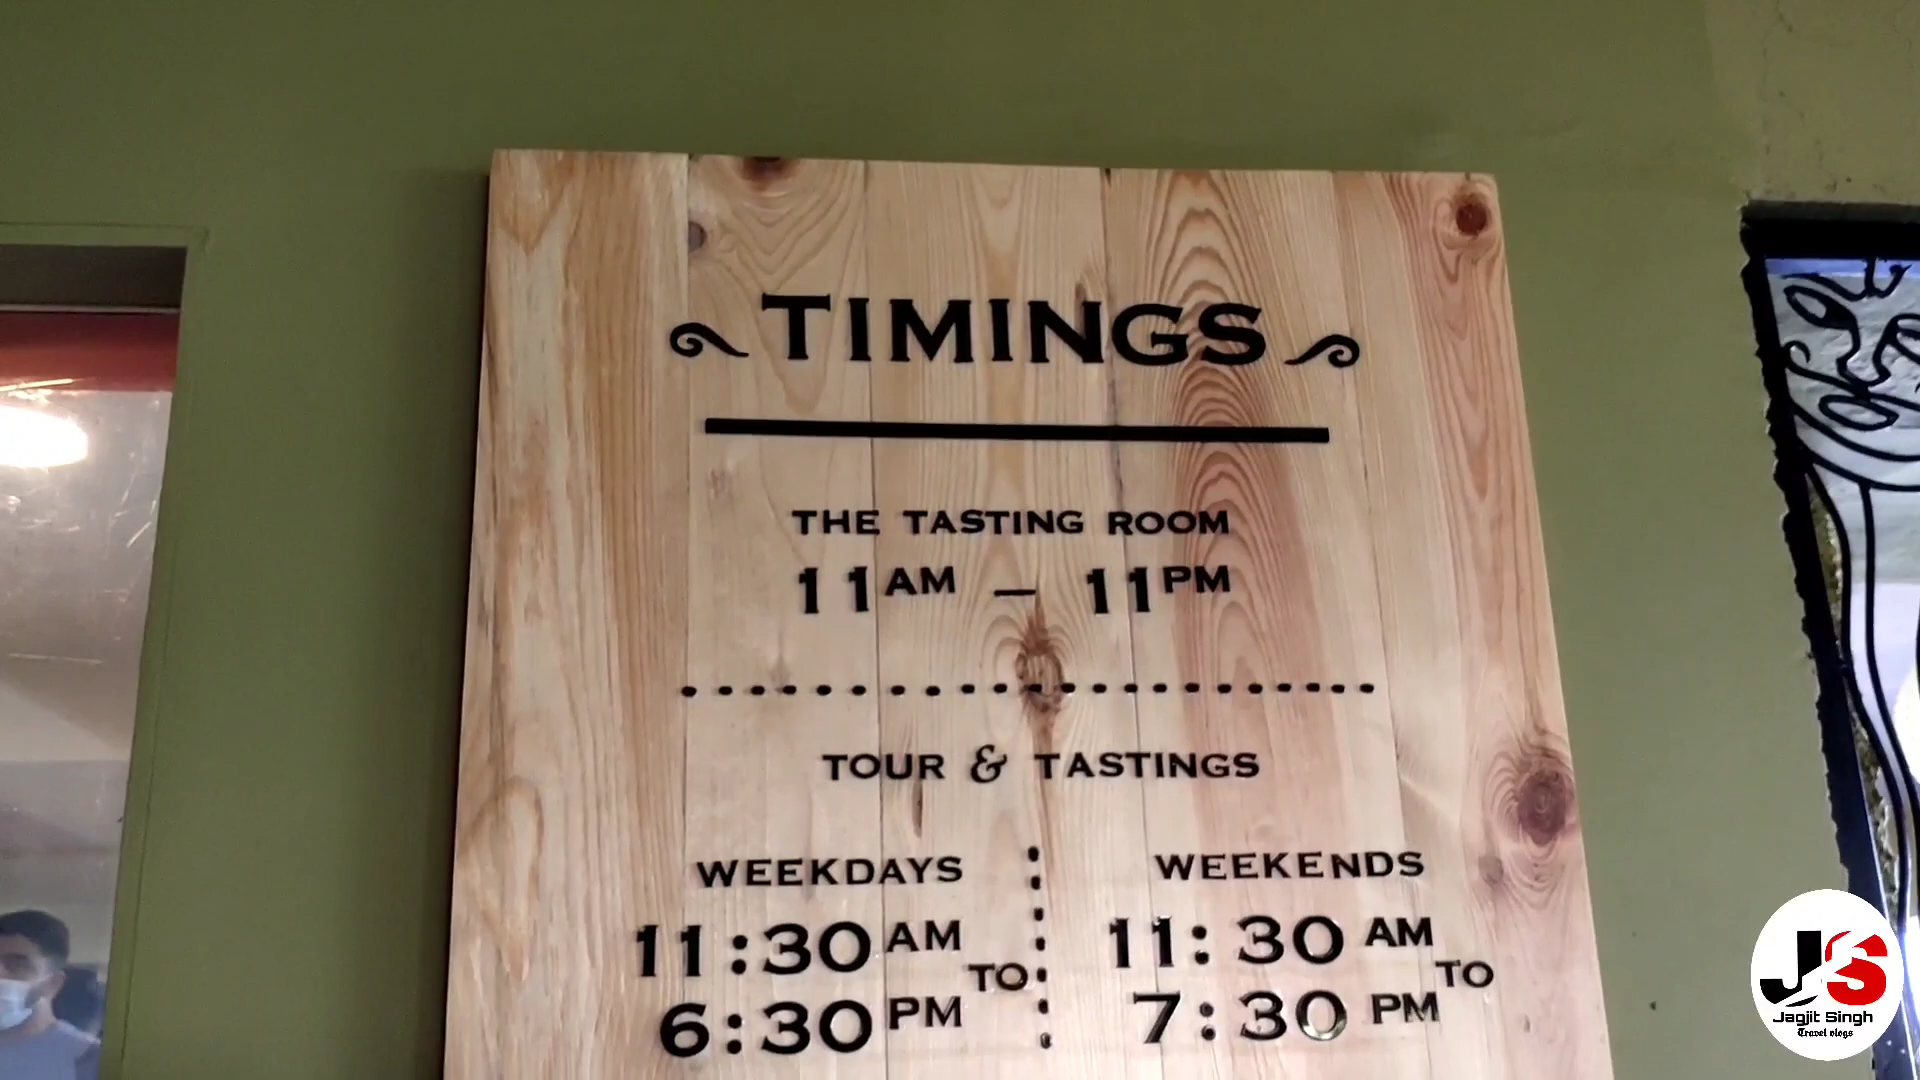 TIMINGS
THE TASTING ROOM
11AM – 11PM
TOUR & TASTINGS
WEEKDAYS
11:30 AM TO
6:30 PM
WEEKENDS
11:30 AM TO
7:30 PM
JS
Jagjit Singh
Travel vlogs